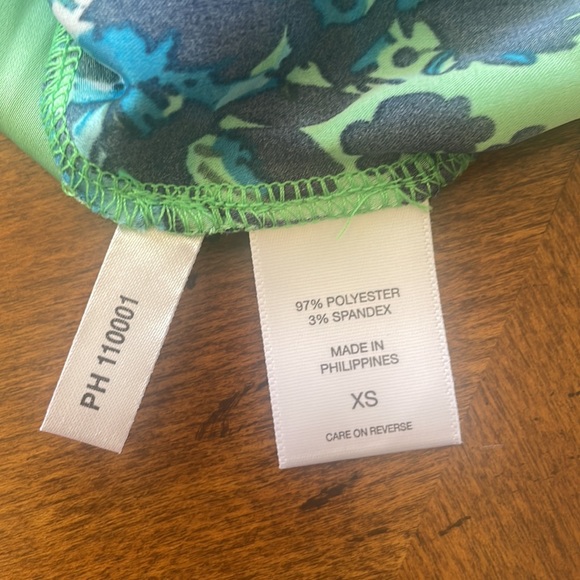 PH 110001
97% POLYESTER
3% SPANDEX
MADE IN
PHILIPPINES
XS
CARE ON REVERSE